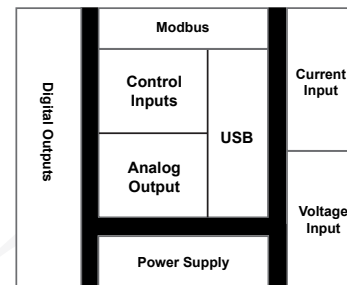 Digital Outputs
Modbus
Control
Inputs
Analog
Output
USB
Power Supply
Current
Input
Voltage
Input